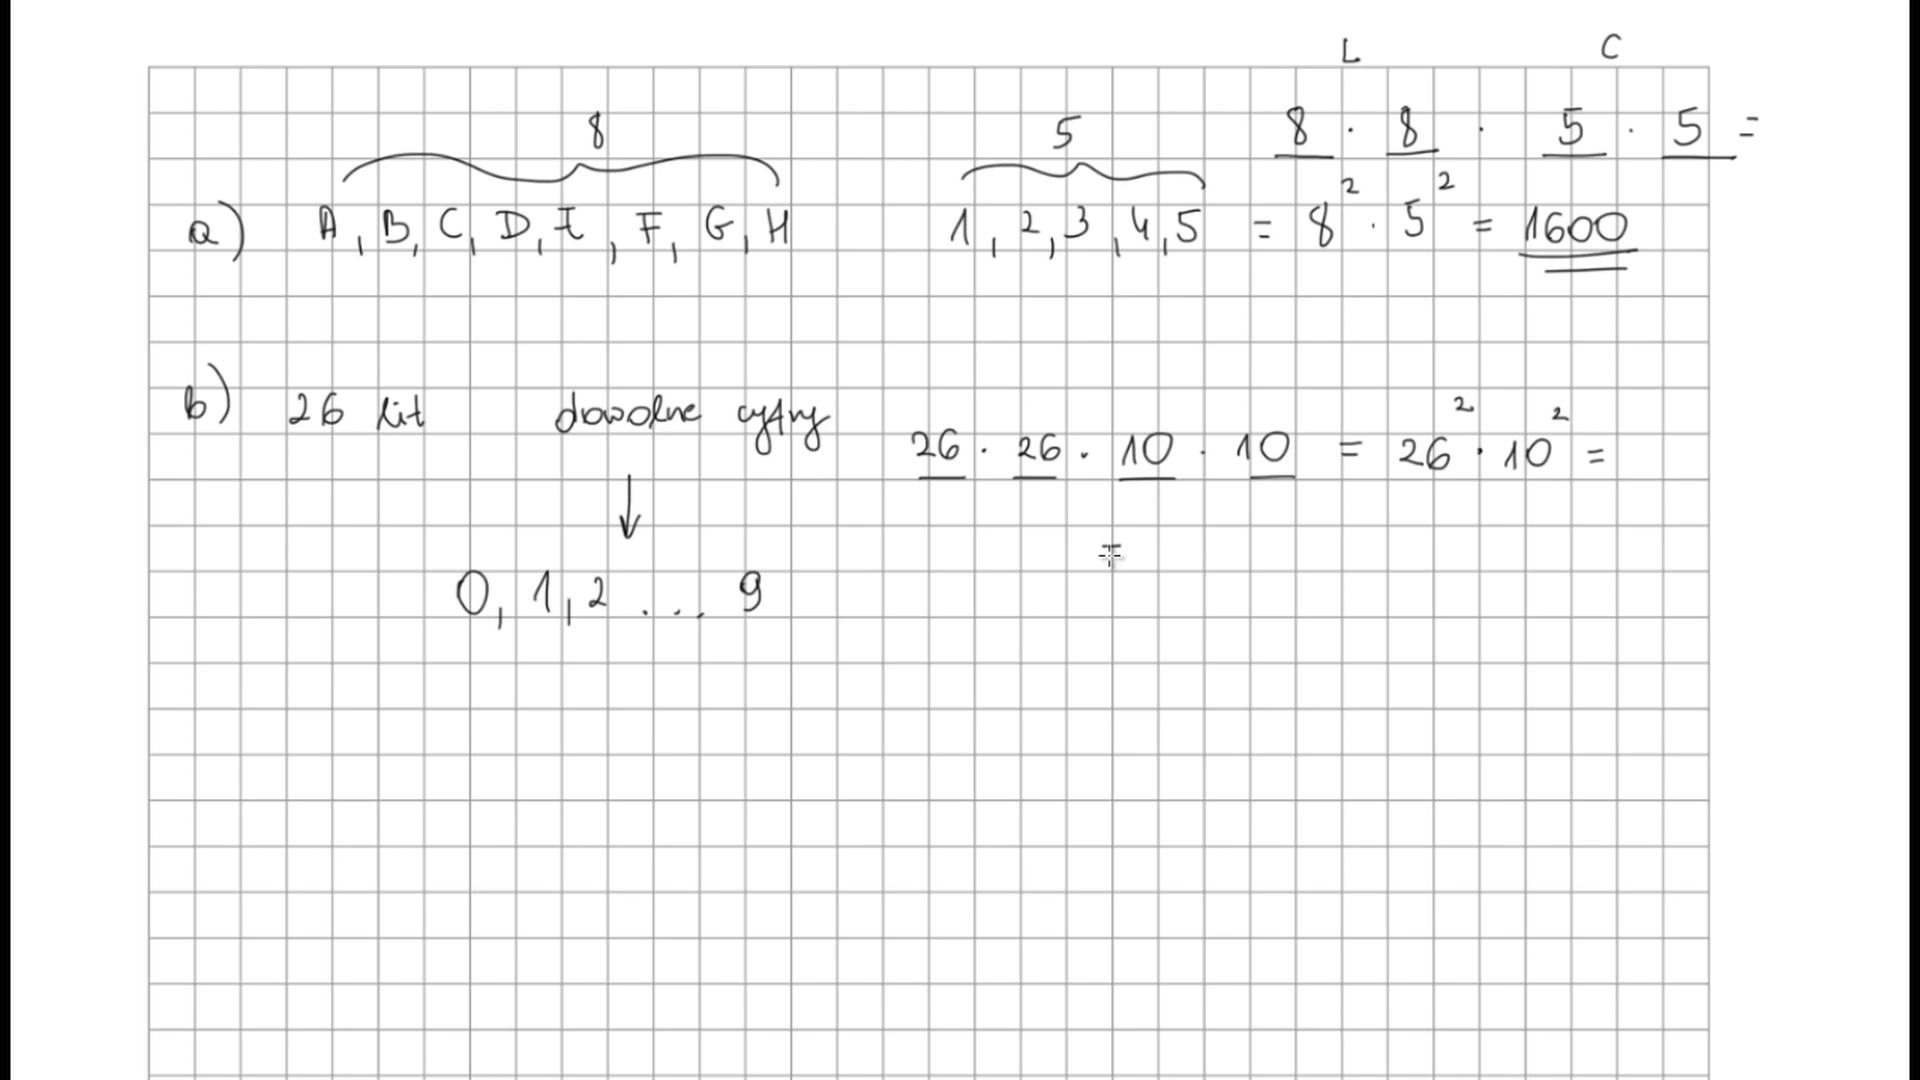 L C
8 5 8 · 8 · 5 · 5 =
a) A, B, C, D, E, F, G, H 1, 2, 3, 4, 5 = 8² · 5² = 1600
b) 26 lit dowolne cyfry 26 · 26 · 10 · 10 = 26² · 10² =
↓
0, 1, 2 ... 9